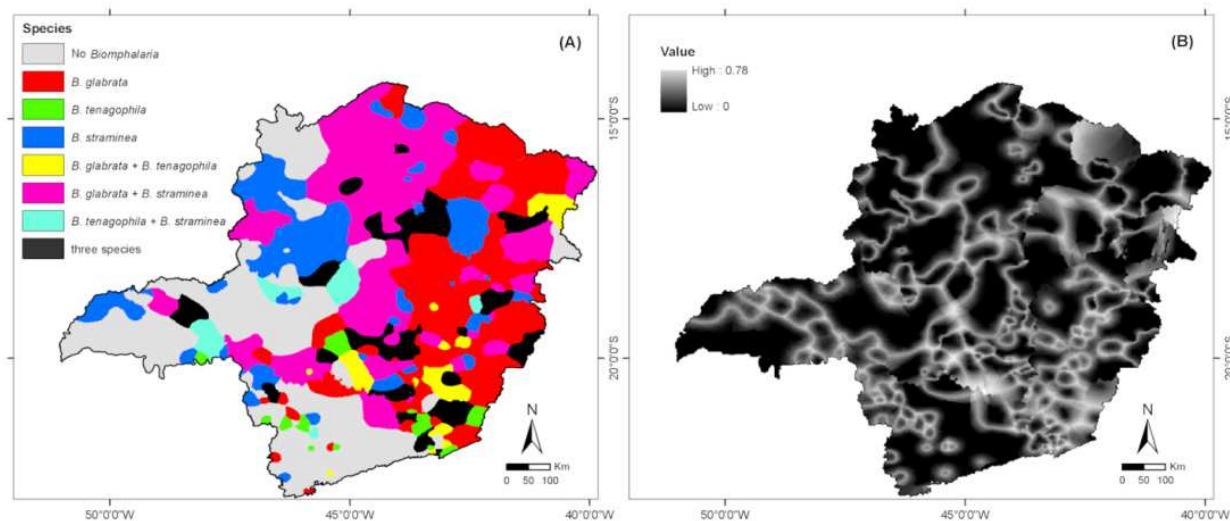 Species
(A)
No Biomphalaria
B. glabrata
B. tenagophila
B. straminea
B. glabrata + B. tenagophila
B. glabrata + B. straminea
B. tenagophila + B. straminea
three species
15°0'0"S
20°0'0"S
N
Km
0 50 100
50°0'0"W
45°0'0"W
40°0'0"W
(B)
Value
High : 0.78
Low : 0
15°0'0"S
20°0'0"S
N
Km
0 50 100
50°0'0"W
45°0'0"W
40°0'0"W